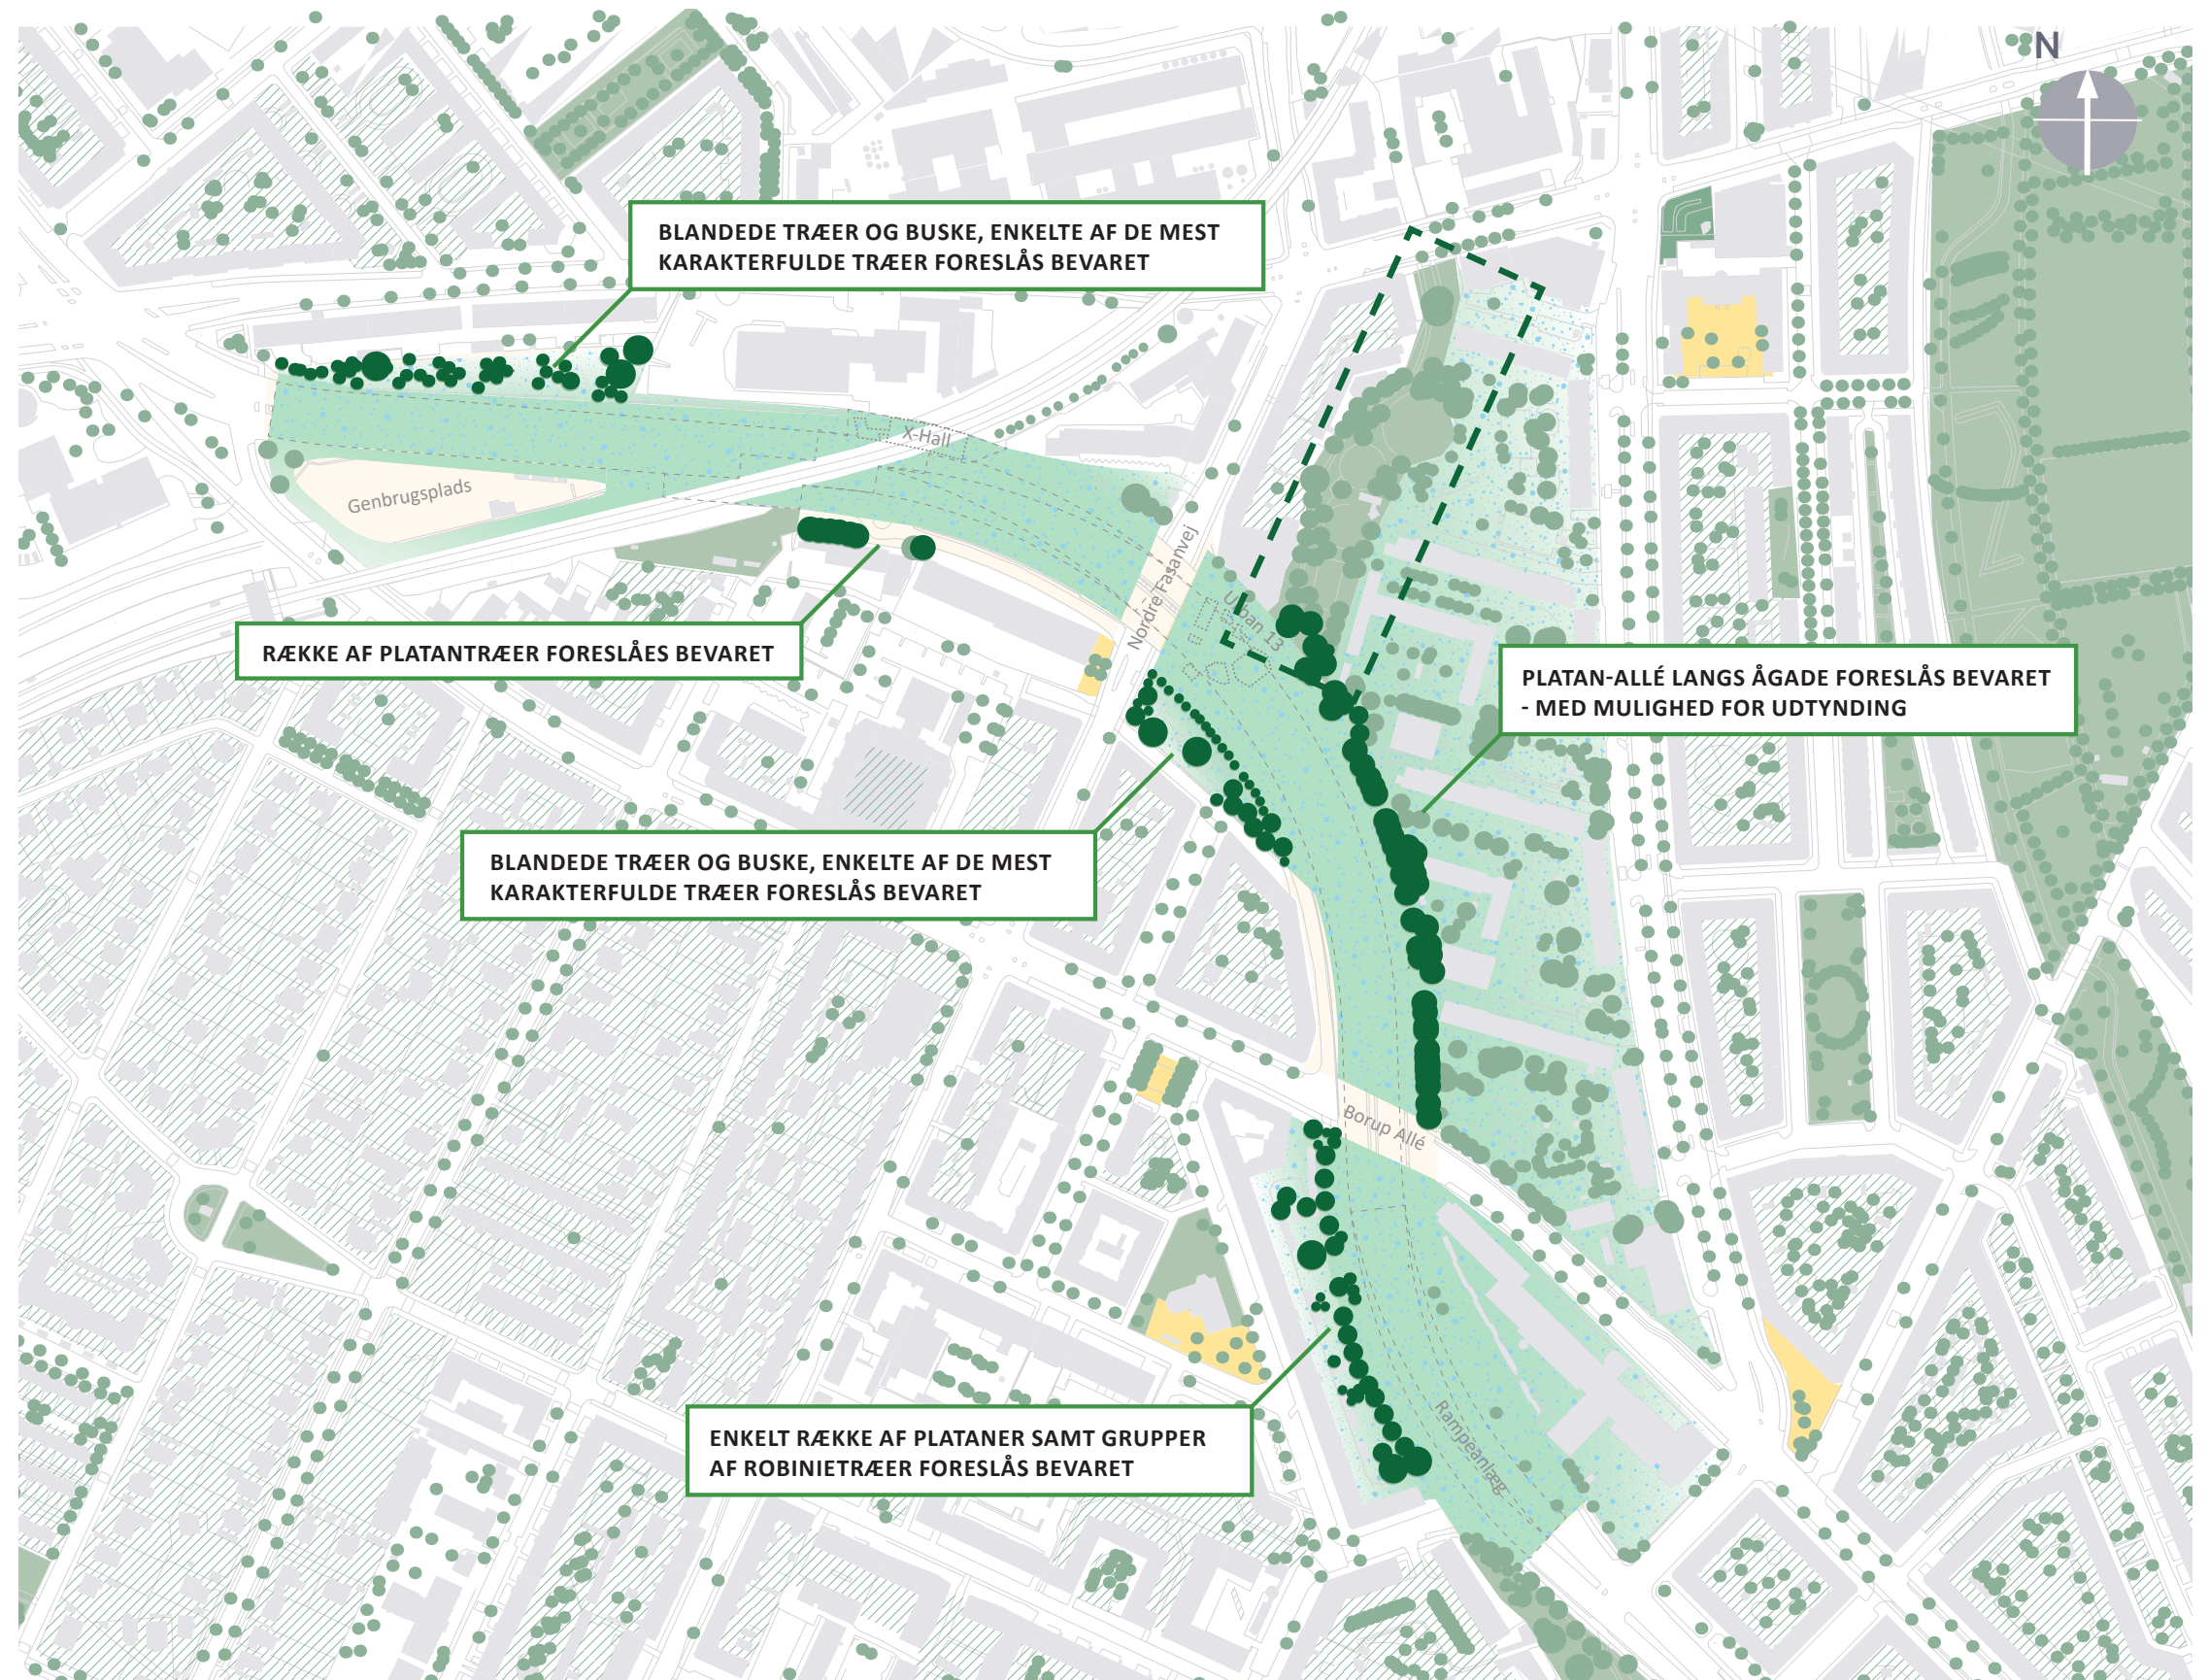 N
BLANDEDE TRÆER OG BUSKE, ENKELTE AF DE MEST
KARAKTERFULDE TRÆER FORESLÅS BEVARET
X-Hall
Genbrugsplads
Nordre Fasanvej
Urban 13
RÆKKE AF PLATANTRÆER FORESLÅES BEVARET
PLATAN-ALLÉ LANGS ÅGADE FORESLÅS BEVARET
- MED MULIGHED FOR UDTYNDING
BLANDEDE TRÆER OG BUSKE, ENKELTE AF DE MEST
KARAKTERFULDE TRÆER FORESLÅS BEVARET
Borup Allé
ENKELT RÆKKE AF PLATANER SAMT GRUPPER
AF ROBINIETRÆER FORESLÅS BEVARET
Rampeanlæg